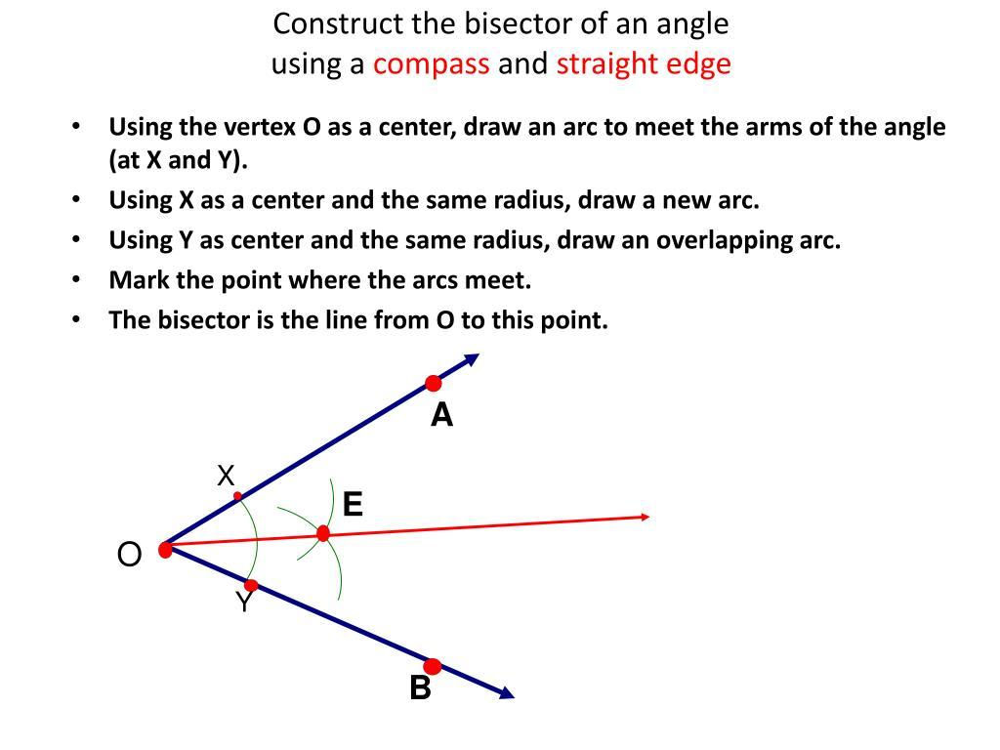 Construct the bisector of an angle
using a compass and straight edge
• Using the vertex O as a center, draw an arc to meet the arms of the angle
(at X and Y).
• Using X as a center and the same radius, draw a new arc.
• Using Y as center and the same radius, draw an overlapping arc.
• Mark the point where the arcs meet.
• The bisector is the line from O to this point.
A
X
E
O
Y
B